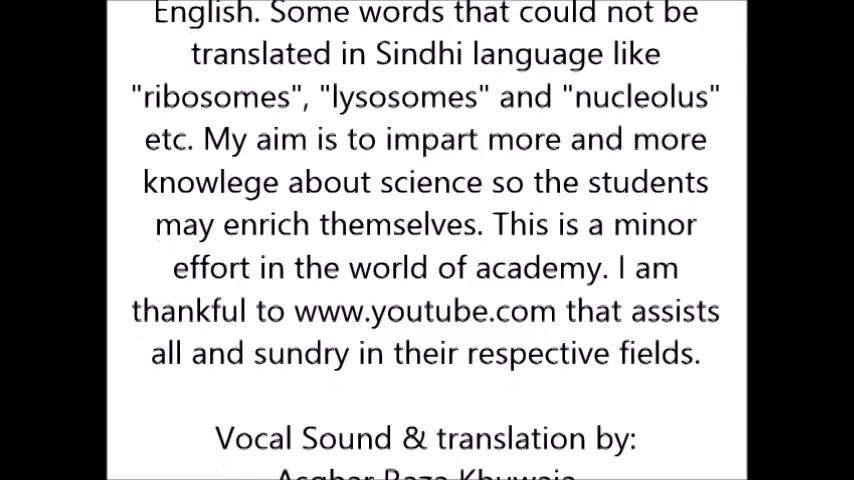 English. Some words that could not be
translated in Sindhi language like
"ribosomes", "lysosomes" and "nucleolus"
etc. My aim is to impart more and more
knowlege about science so the students
may enrich themselves. This is a minor
effort in the world of academy. I am
thankful to www.youtube.com that assists
all and sundry in their respective fields.
Vocal Sound & translation by:
Asghar Raza Khuwaja